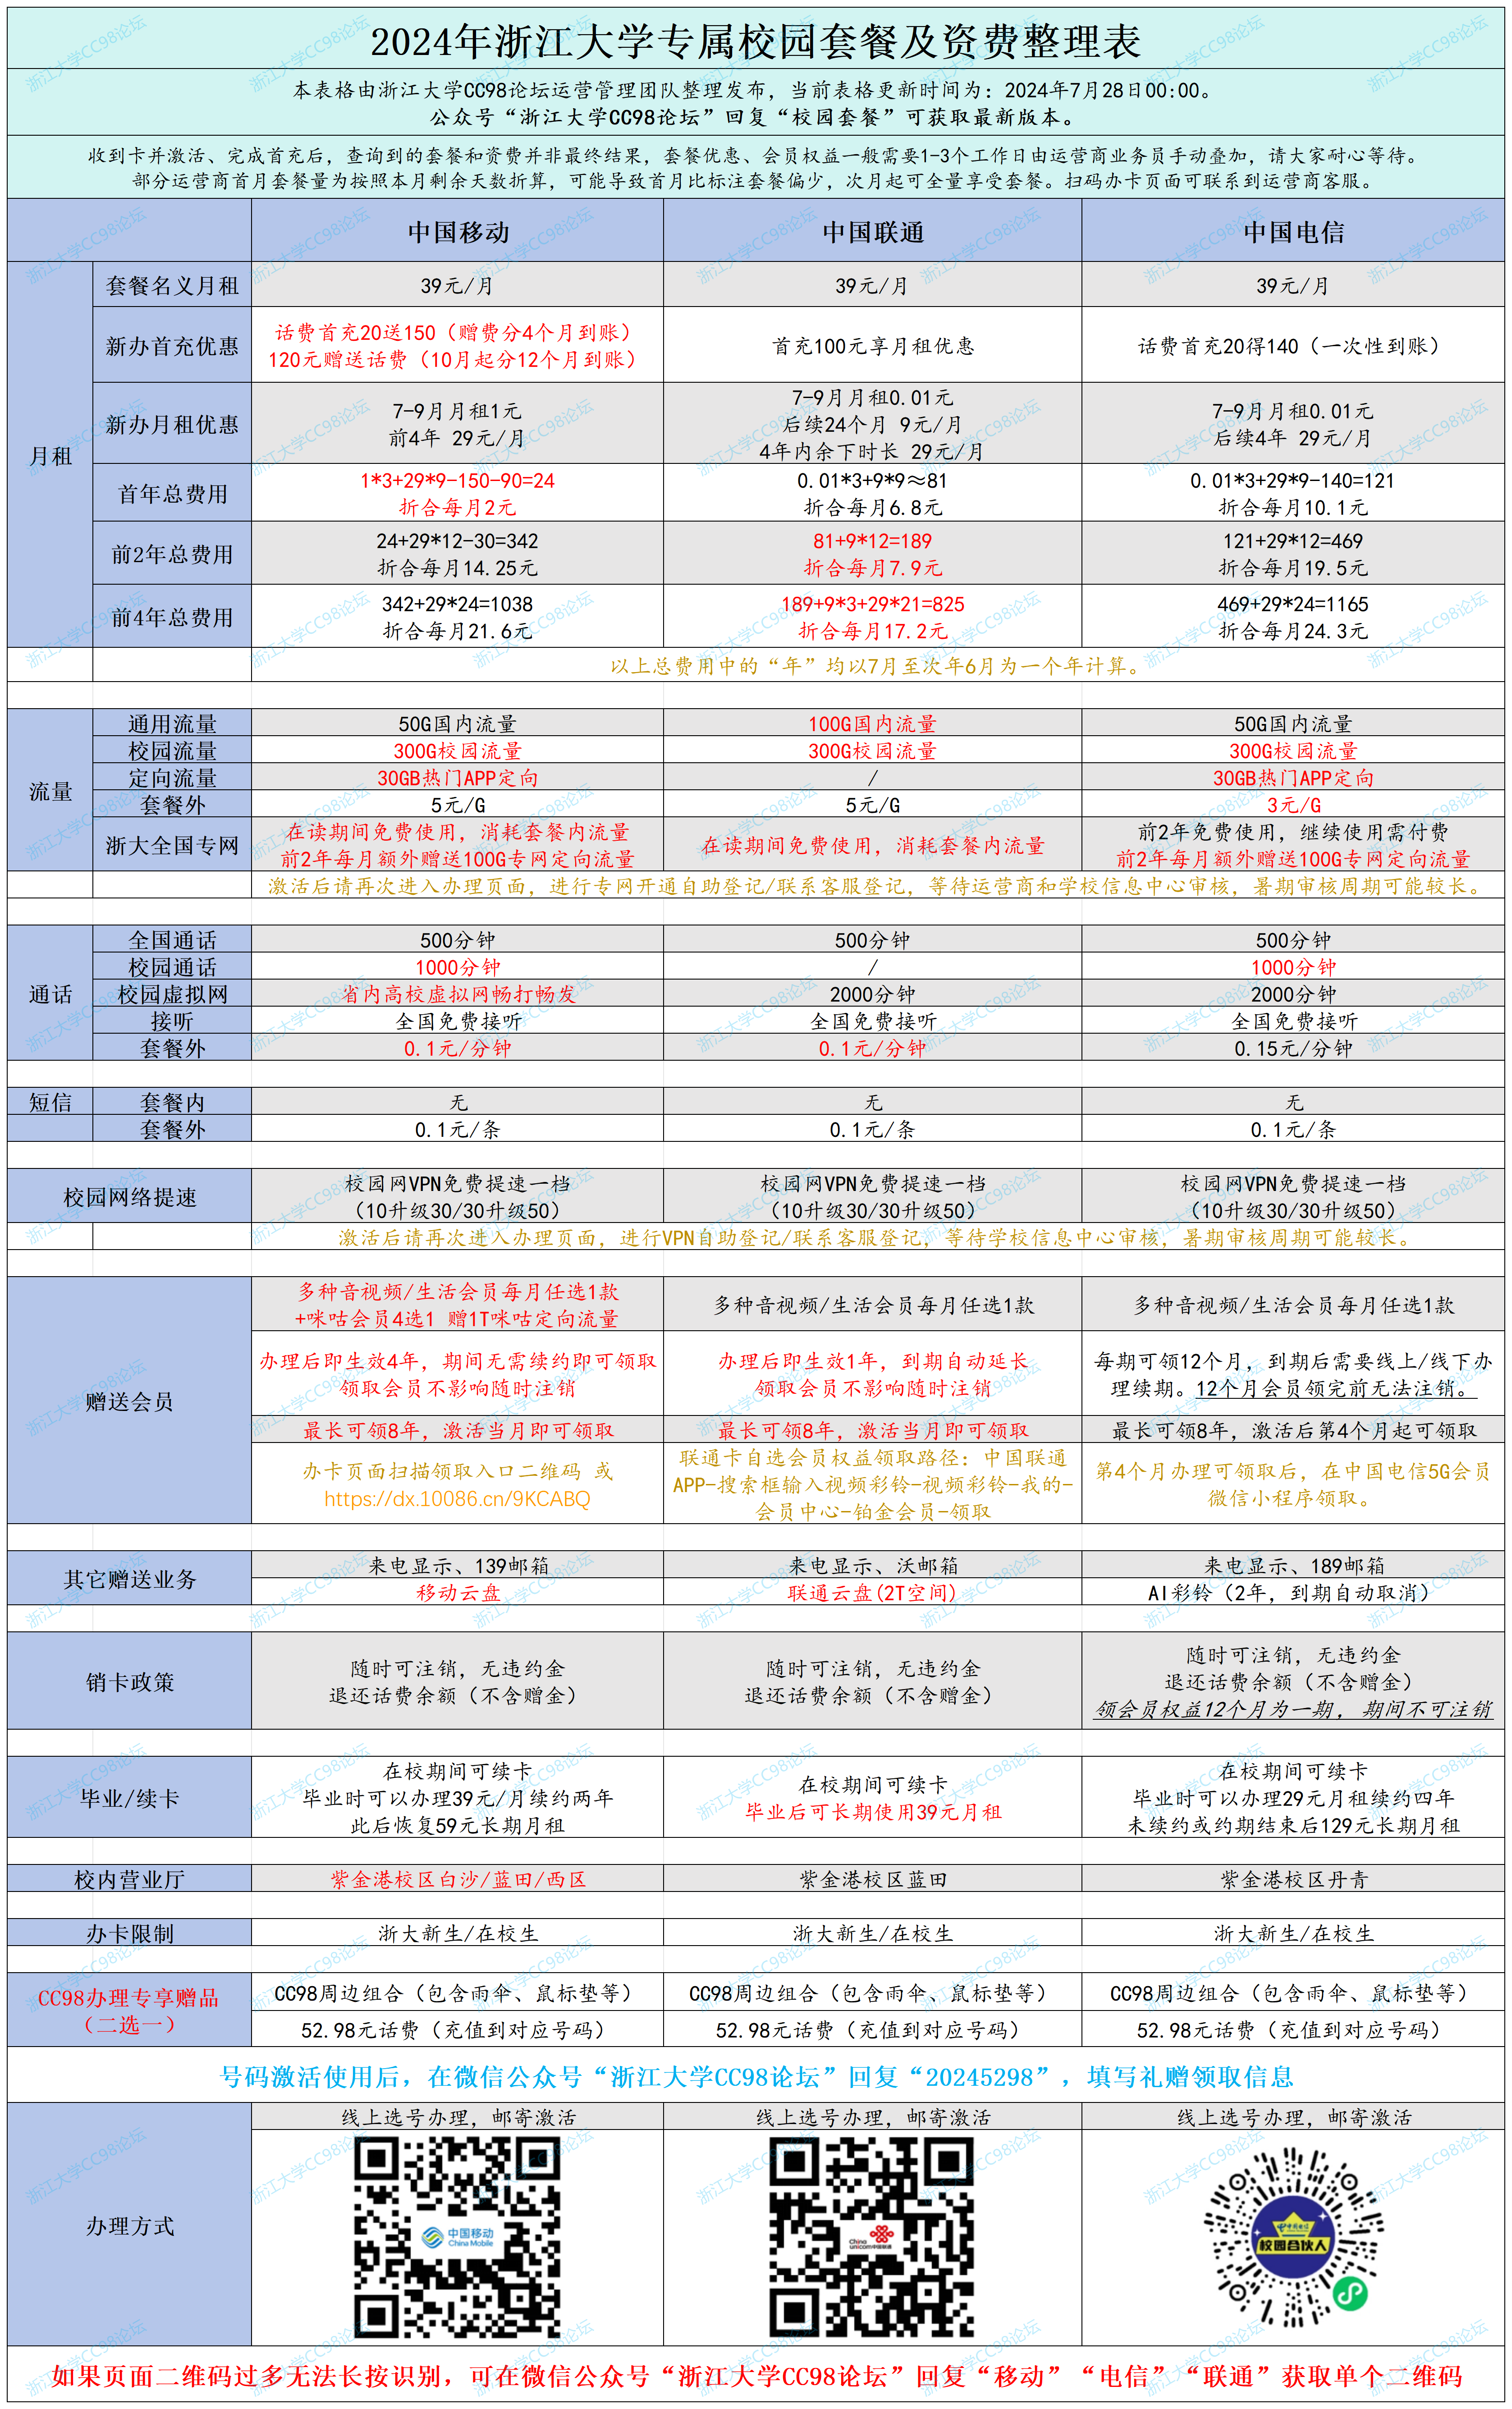 2024年浙江大学专属校园套餐及资费整理表
本表格由浙江大学CC98论坛运营管理团队整理发布，当前表格更新时间为：2024年7月28日00:00。
公众号“浙江大学CC98论坛”回复“校园套餐”可获取最新版本。
收到卡并激活、完成首充后，查询到的套餐和资费并非最终结果，套餐优惠、会员权益一般需要1-3个工作日由运营商业务员手动叠加，请大家耐心等待。
部分运营商首月套餐量为按照本月剩余天数折算，可能导致首月比标注套餐偏少，次月起可全量享受套餐。扫码办卡页面可联系到运营商客服。
中国移动 中国联通 中国电信
月租
套餐名义月租 39元/月 39元/月 39元/月
新办首充优惠
话费首充20送150（赠费分4个月到账）
120元赠送话费（10月起分12个月到账）
首充100元享月租优惠
话费首充20得140（一次性到账）
新办月租优惠
7-9月月租1元
前4年 29元/月
7-9月月租0.01元
后续24个月 9元/月
4年内余下时长 29元/月
7-9月月租0.01元
后续4年 29元/月
首年总费用
1*3+29*9-150-90=24
折合每月2元
0.01*3+9*9≈81
折合每月6.8元
0.01*3+29*9-140=121
折合每月10.1元
前2年总费用
24+29*12-30=342
折合每月14.25元
81+9*12=189
折合每月7.9元
121+29*12=469
折合每月19.5元
前4年总费用
342+29*24=1038
折合每月21.6元
189+9*3+29*21=825
折合每月17.2元
469+29*24=1165
折合每月24.3元
以上总费用中的“年”均以7月至次年6月为一个年计算。
流量
通用流量 50G国内流量 100G国内流量 50G国内流量
校园流量 300G校园流量 300G校园流量 300G校园流量
定向流量 30GB热门APP定向 / 30GB热门APP定向
套餐外 5元/G 5元/G 3元/G
浙大全国专网
在读期间免费使用，消耗套餐内流量
前2年每月额外赠送100G专网定向流量
在读期间免费使用，消耗套餐内流量
前2年免费使用，继续使用需付费
前2年每月额外赠送100G专网定向流量
激活后请再次进入办理页面，进行专网开通自助登记/联系客服登记，等待运营商和学校信息中心审核，暑期审核周期可能较长。
通话
全国通话 500分钟 500分钟 500分钟
校园通话 1000分钟 / 1000分钟
校园虚拟网 省内高校虚拟网畅打畅发 2000分钟 2000分钟
接听 全国免费接听 全国免费接听 全国免费接听
套餐外 0.1元/分钟 0.1元/分钟 0.15元/分钟
短信 套餐内 无 无 无
套餐外 0.1元/条 0.1元/条 0.1元/条
校园网络提速
校园网VPN免费提速一档
（10升级30/30升级50）
校园网VPN免费提速一档
（10升级30/30升级50）
校园网VPN免费提速一档
（10升级30/30升级50）
激活后请再次进入办理页面，进行VPN自助登记/联系客服登记，等待学校信息中心审核，暑期审核周期可能较长。
赠送会员
多种音视频/生活会员每月任选1款
+咪咕会员4选1 赠1T咪咕定向流量
多种音视频/生活会员每月任选1款
多种音视频/生活会员每月任选1款
办理后即生效4年，期间无需续约即可领取
领取会员不影响随时注销
办理后即生效1年，到期自动延长
领取会员不影响随时注销
每期可领12个月，到期后需要线上/线下办
理续期。12个月会员领完前无法注销。
最长可领8年，激活当月即可领取
最长可领8年，激活当月即可领取
最长可领8年，激活后第4个月起可领取
办卡页面扫描领取入口二维码 或
https://dx.10086.cn/9KCABQ
联通卡自选会员权益领取路径：中国联通
APP-搜索框输入视频彩铃-视频彩铃-我的-
会员中心-铂金会员-领取
第4个月办理可领取后，在中国电信5G会员
微信小程序领取。
其它赠送业务
来电显示、139邮箱 来电显示、沃邮箱 来电显示、189邮箱
移动云盘 联通云盘(2T空间) AI彩铃（2年，到期自动取消）
销卡政策
随时可注销，无违约金
退还话费余额（不含赠金）
随时可注销，无违约金
退还话费余额（不含赠金）
随时可注销，无违约金
退还话费余额（不含赠金）
领会员权益12个月为一期，期间不可注销
毕业/续卡
在校期间可续卡
毕业时可以办理39元/月续约两年
此后恢复59元长期月租
在校期间可续卡
毕业后可长期使用39元月租
在校期间可续卡
毕业时可以办理29元月租续约四年
未续约或约期结束后129元长期月租
校内营业厅 紫金港校区白沙/蓝田/西区 紫金港校区蓝田 紫金港校区丹青
办卡限制 浙大新生/在校生 浙大新生/在校生 浙大新生/在校生
CC98办理专享赠品
（二选一）
CC98周边组合（包含雨伞、鼠标垫等） CC98周边组合（包含雨伞、鼠标垫等） CC98周边组合（包含雨伞、鼠标垫等）
52.98元话费（充值到对应号码） 52.98元话费（充值到对应号码） 52.98元话费（充值到对应号码）
号码激活使用后，在微信公众号“浙江大学CC98论坛”回复“20245298”，填写礼赠领取信息
办理方式
线上选号办理，邮寄激活 线上选号办理，邮寄激活 线上选号办理，邮寄激活
中国移动
China Mobile
China
unicom中国联通
中国电信
校园合伙人
如果页面二维码过多无法长按识别，可在微信公众号“浙江大学CC98论坛”回复“移动”“电信”“联通”获取单个二维码
浙江大学CC98论坛